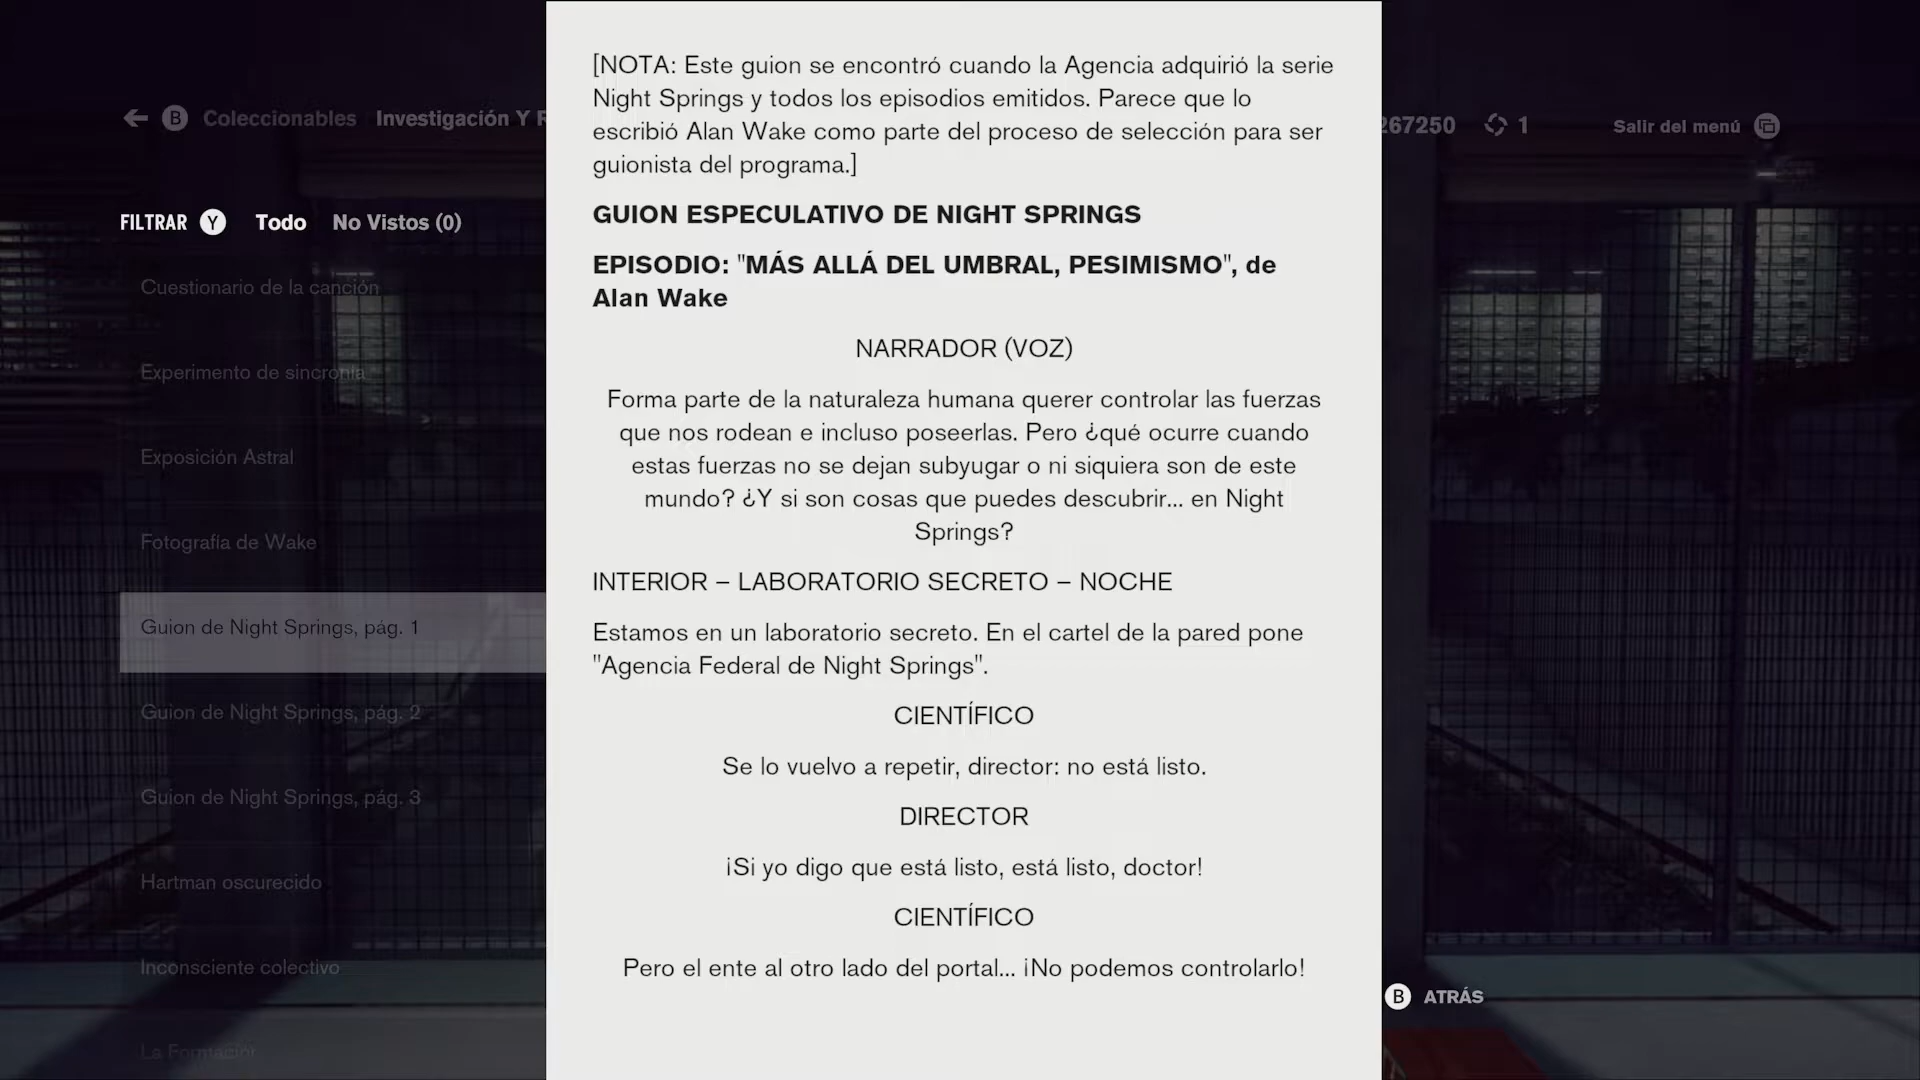 Coleccionables Investigación Y R
267250
1
Salir del menú
B
FILTRAR Y Todo No Vistos (0)
Cuestionario de la canción
Experimento de sincronía
Exposición Astral
Fotografía de Wake
Guion de Night Springs, pág. 1
Guion de Night Springs, pág. 2
Guion de Night Springs, pág. 3
Hartman oscurecido
Inconsciente colectivo
La Formación
[NOTA: Este guion se encontró cuando la Agencia adquirió la serie
Night Springs y todos los episodios emitidos. Parece que lo
escribió Alan Wake como parte del proceso de selección para ser
guionista del programa.]
GUION ESPECULATIVO DE NIGHT SPRINGS
EPISODIO: "MÁS ALLÁ DEL UMBRAL, PESIMISMO", de
Alan Wake
NARRADOR (VOZ)
Forma parte de la naturaleza humana querer controlar las fuerzas
que nos rodean e incluso poseerlas. Pero ¿qué ocurre cuando
estas fuerzas no se dejan subyugar o ni siquiera son de este
mundo? ¿Y si son cosas que puedes descubrir... en Night
Springs?
INTERIOR – LABORATORIO SECRETO – NOCHE
Estamos en un laboratorio secreto. En el cartel de la pared pone
"Agencia Federal de Night Springs".
CIENTÍFICO
Se lo vuelvo a repetir, director: no está listo.
DIRECTOR
¡Si yo digo que está listo, está listo, doctor!
CIENTÍFICO
Pero el ente al otro lado del portal... ¡No podemos controlarlo!
B ATRÁS